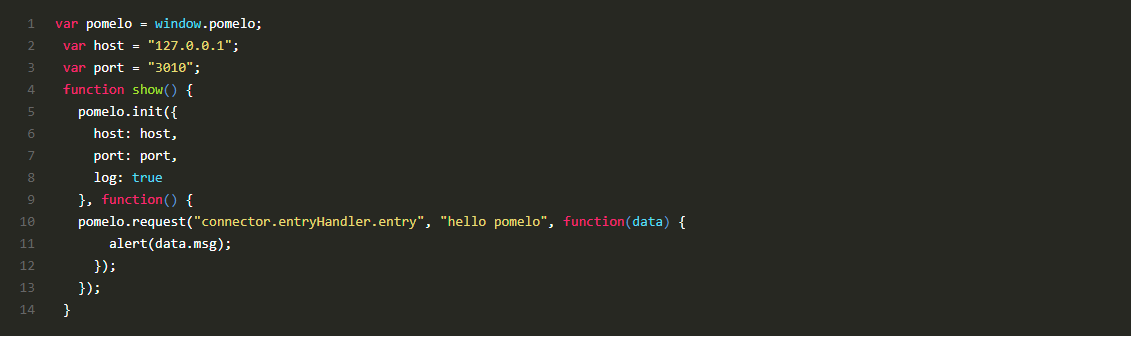 1 var pomelo = window.pomelo;
2  var host = "127.0.0.1";
3  var port = "3010";
4  function show() {
5    pomelo.init({
6      host: host,
7      port: port,
8      log: true
9    }, function() {
10    pomelo.request("connector.entryHandler.entry", "hello pomelo", function(data) {
11        alert(data.msg);
12      });
13    });
14  }